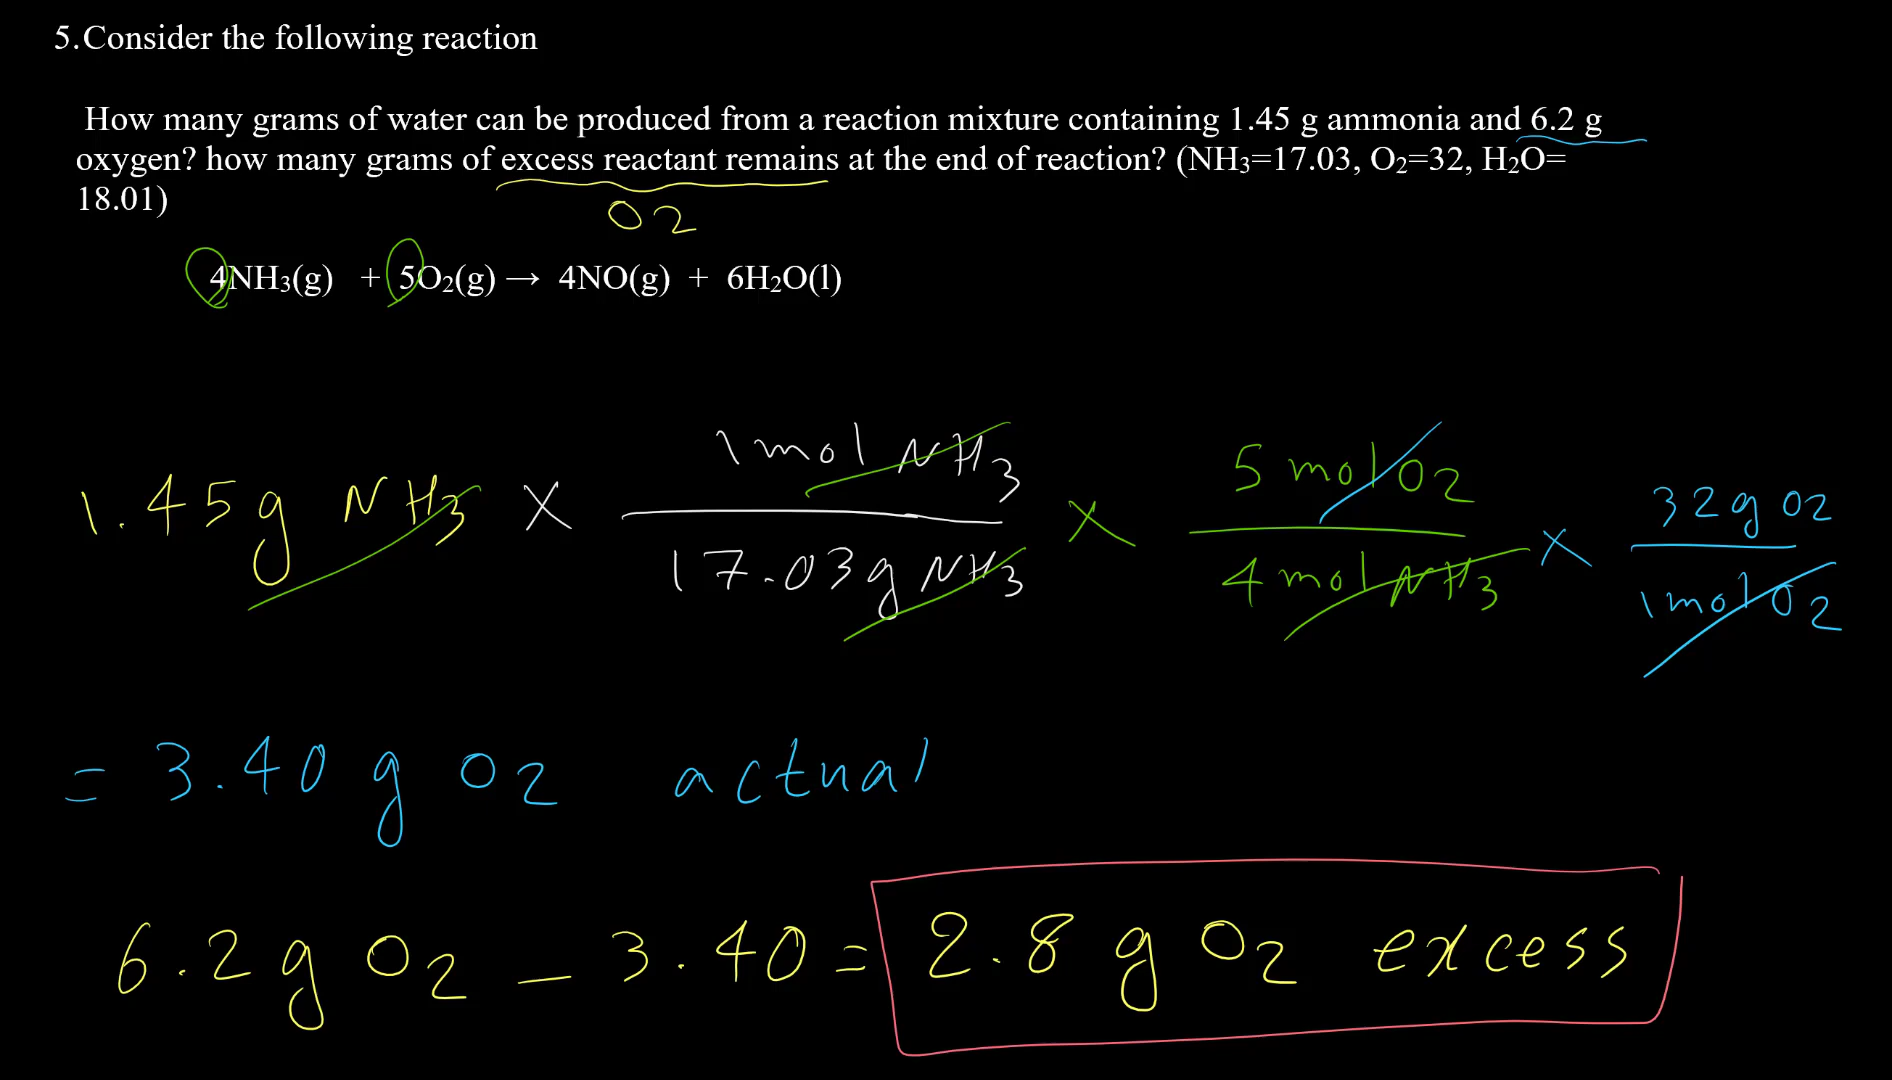 5.Consider the following reaction
How many grams of water can be produced from a reaction mixture containing 1.45 g ammonia and 6.2 g
oxygen? how many grams of excess reactant remains at the end of reaction? (NH₃=17.03, O₂=32, H₂O=
18.01)
O2
4NH₃(g) + 5O₂(g) → 4NO(g) + 6H₂O(l)
1.45g NH3 × 1mol NH3 / 17.03g NH3 × 5 mol O2 / 4 mol NH3 × 32g O2 / 1mol O2
= 3.40 g O2 actual
6.2g O2 – 3.40 = 2.8 g O2 excess